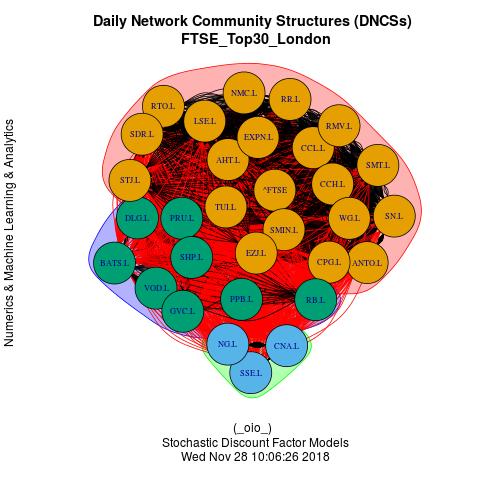 Daily Network Community Structures (DNCSs)
FTSE_Top30_London
Numerics & Machine Learning & Analytics
NMC.L
RR.L
RTO.L
LSE.L
RMV.L
SDR.L
EXPN.L
CCL.L
AHT.L
SMT.L
STJ.L
CCH.L
^FTSE
TUI.L
DLG.L
PRU.L
WG.L
SN.L
SMIN.L
EZJ.L
SHP.L
BATS.L
CPG.L
ANTO.L
VOD.L
PPB.L
RB.L
GVC.L
NG.L
CNA.L
SSE.L
(_oio_)
Stochastic Discount Factor Models
Wed Nov 28 10:06:26 2018